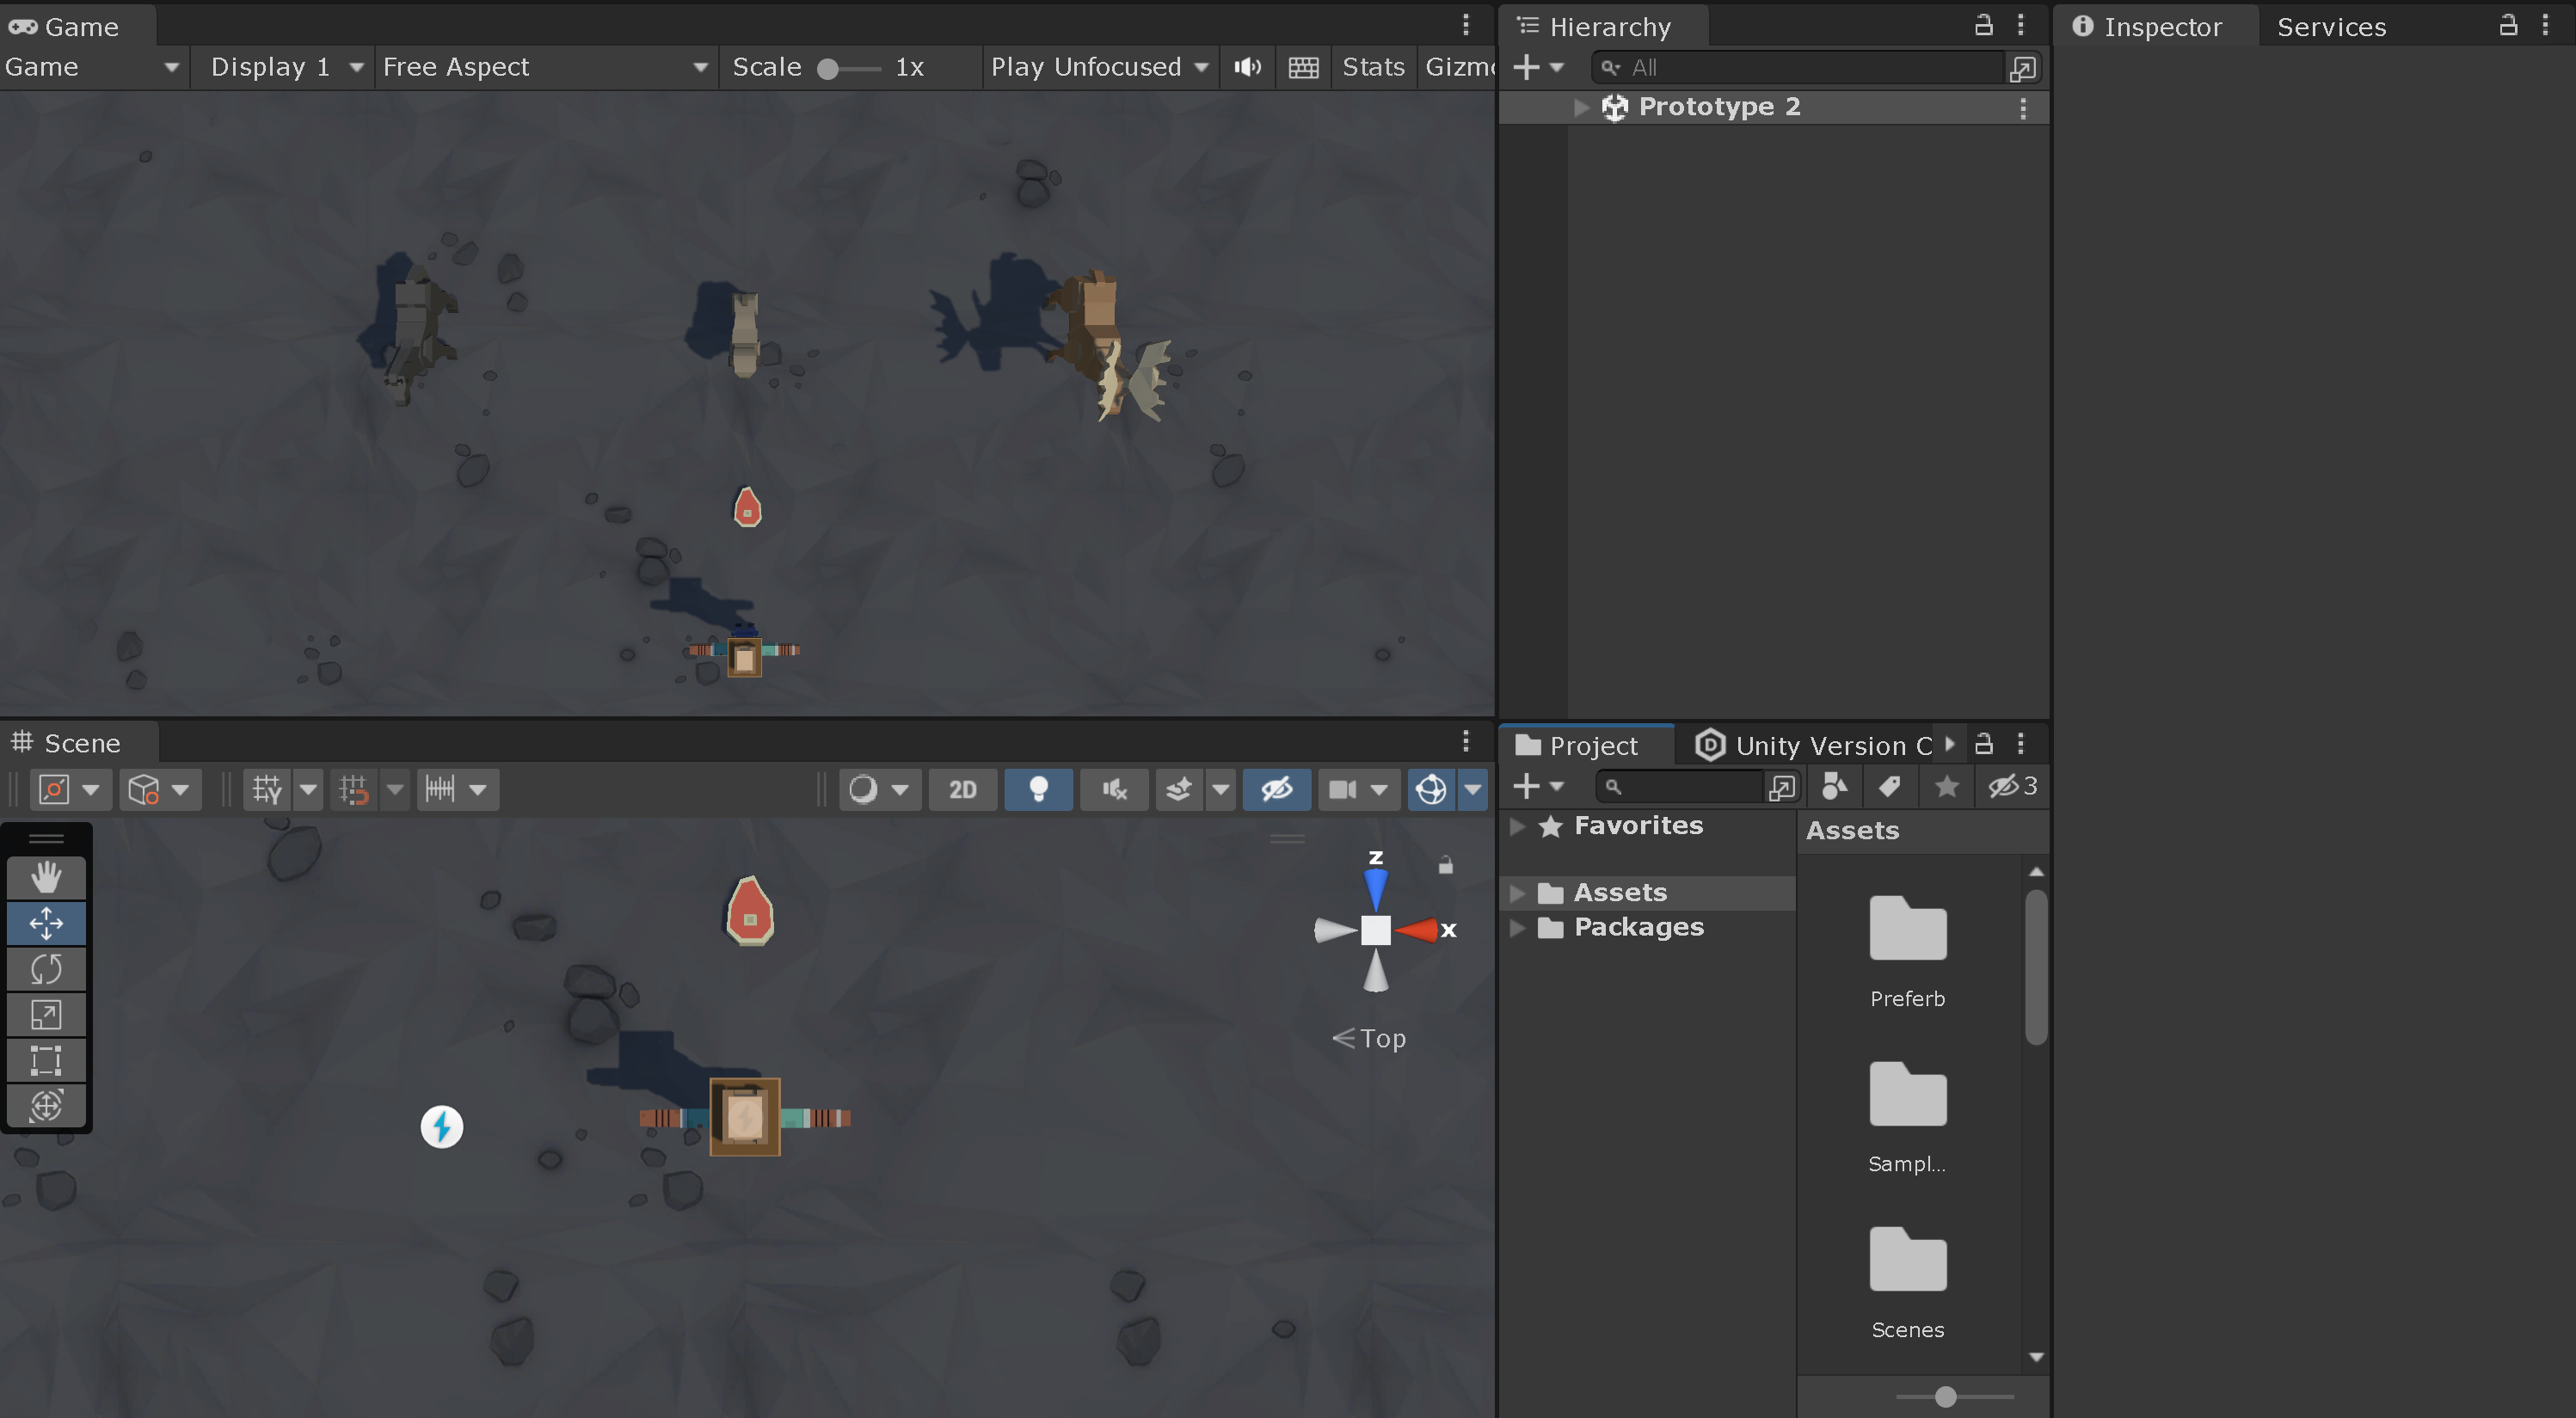 Game
Game Display 1 Free Aspect Scale 1x Play Unfocused Stats Gizmo
Hierarchy
All
Prototype 2
Inspector Services
Scene
2D
z
x
Top
Project Unity Version C
3
Favorites
Assets
Packages
Assets
Preferb
Sampl...
Scenes